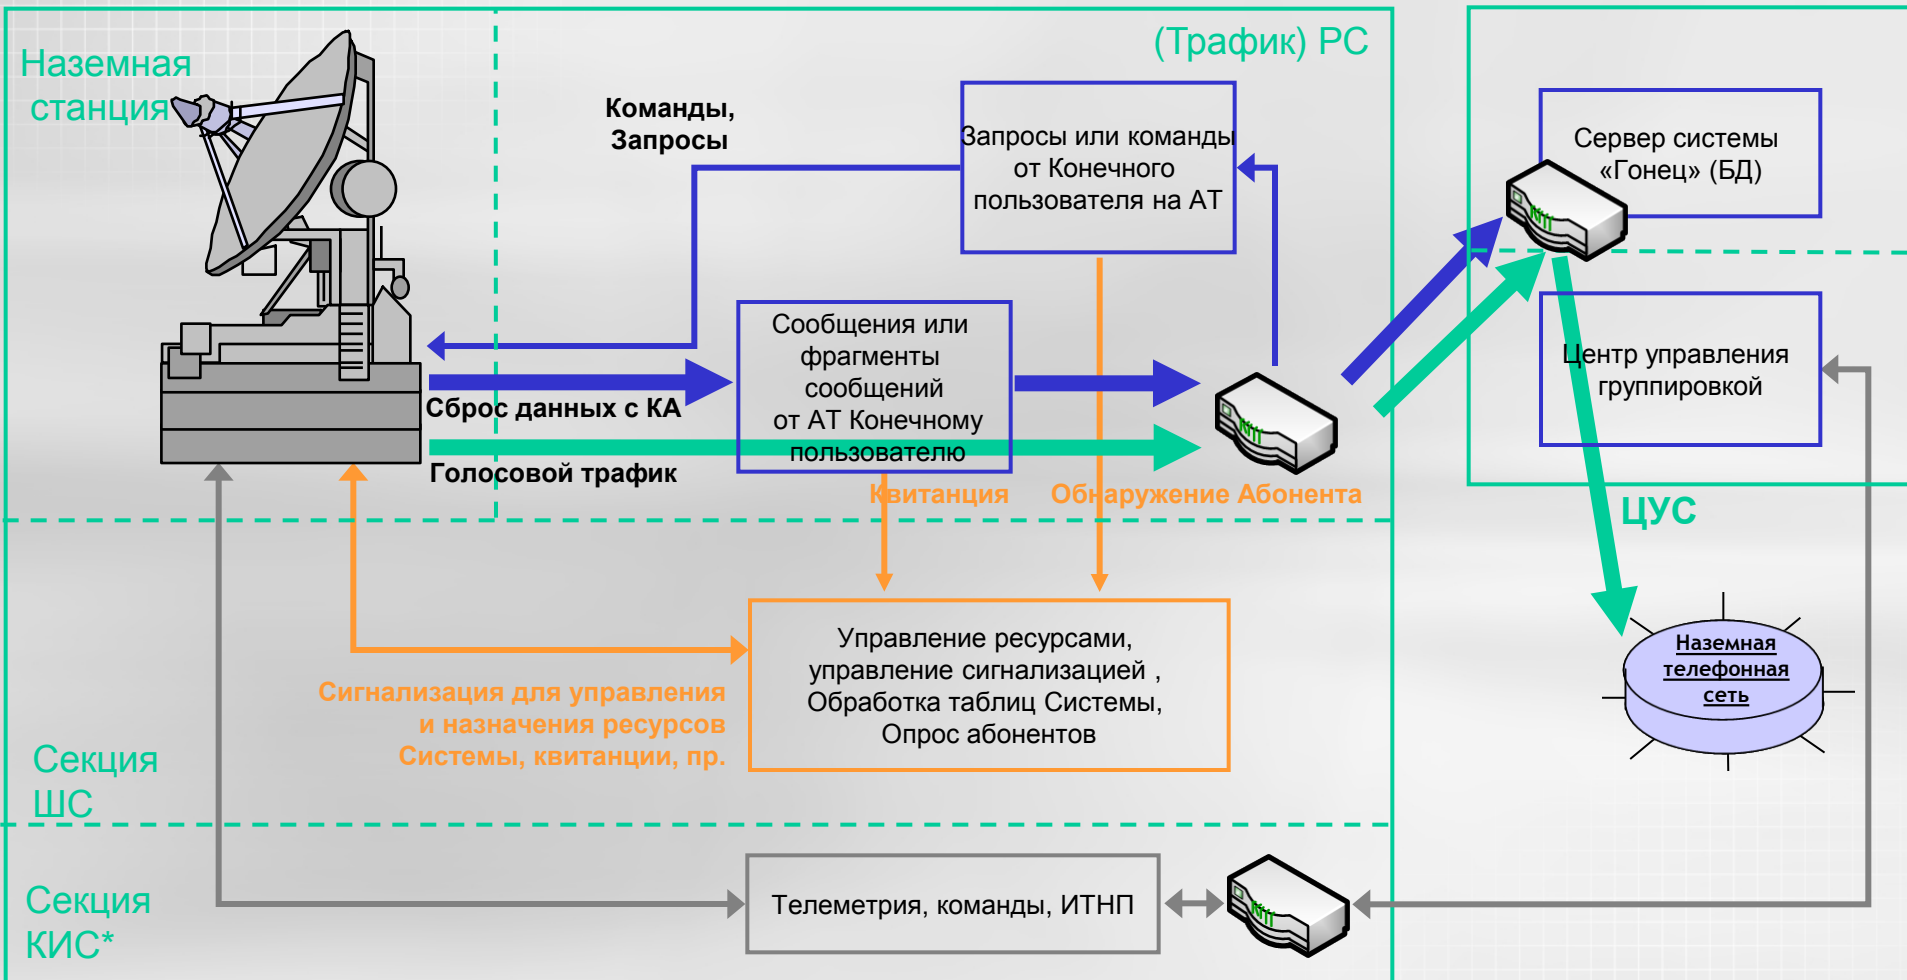 Наземная
станция
(Трафик) РС
Команды,
Запросы
Запросы или команды
от Конечного
пользователя на АТ
Сервер системы
«Гонец» (БД)
Сообщения или
фрагменты
сообщений
от АТ Конечному
пользователю
Центр управления
группировкой
Сброс данных с КА
Голосовой трафик
Квитанция
Обнаружение Абонента
ЦУС
Управление ресурсами,
управление сигнализацией ,
Обработка таблиц Системы,
Опрос абонентов
Наземная
телефонная
сеть
Сигнализация для управления
и назначения ресурсов
Системы, квитанции, пр.
Секция
ШС
Телеметрия, команды, ИТНП
Секция
КИС*